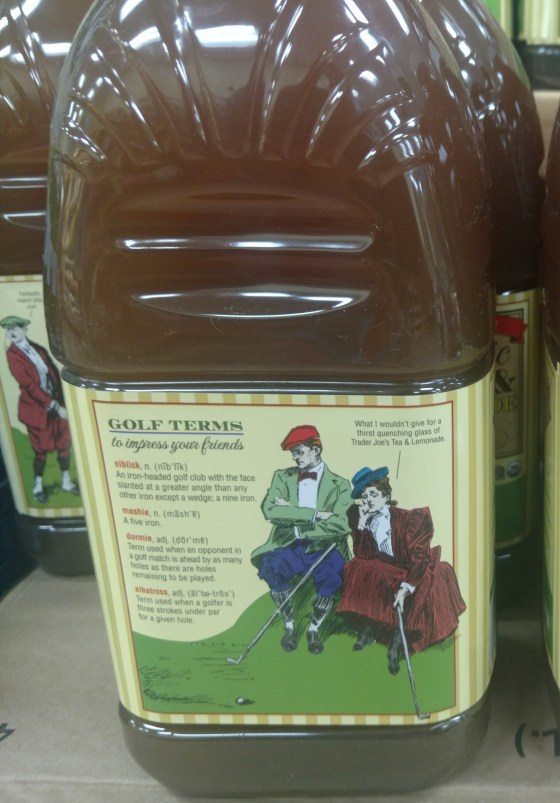 GOLF TERMS
to impress your friends
niblick, n. (nĭb'lĭk)
An iron-headed golf club with the face
slanted at a greater angle than any
other iron except a wedge; a nine iron.
mashie, n. (măsh'ē)
A five iron.
dormie, adj. (dôr'mē)
Term used when an opponent in
a golf match is ahead by as many
holes as there are holes
remaining to be played.
albatross, adj. (ăl'bə-trôs')
Term used when a golfer is
three strokes under par
for a given hole.
What I wouldn't give for a
thirst quenching glass of
Trader Joe's Tea & Lemonade.
&